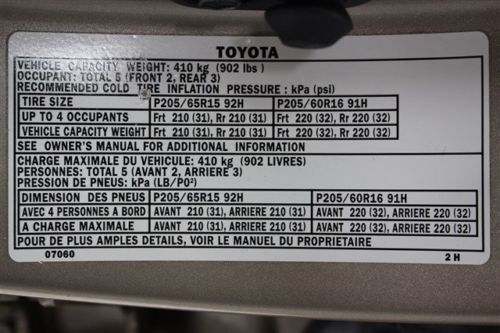 TOYOTA
VEHICLE CAPACITY WEIGHT: 410 kg (902 lbs)
OCCUPANT: TOTAL 5 (FRONT 2, REAR 3)
RECOMMENDED COLD TIRE INFLATION PRESSURE : kPa (psi)
TIRE SIZE P205/65R15 92H P205/60R16 91H
UP TO 4 OCCUPANTS Frt 210 (31), Rr 210 (31) Frt 220 (32), Rr 220 (32)
VEHICLE CAPACITY WEIGHT Frt 210 (31), Rr 210 (31) Frt 220 (32), Rr 220 (32)
SEE OWNER'S MANUAL FOR ADDITIONAL INFORMATION
CHARGE MAXIMALE DU VEHICULE: 410 kg (902 LIVRES)
PERSONNES: TOTAL 5 (AVANT 2, ARRIERE 3)
PRESSION DE PNEUS: kPa (LB/PO²)
DIMENSION DES PNEUS P205/65R15 92H P205/60R16 91H
AVEC 4 PERSONNES A BORD AVANT 210 (31), ARRIERE 210 (31) AVANT 220 (32), ARRIERE 220 (32)
A CHARGE MAXIMALE AVANT 210 (31), ARRIERE 210 (31) AVANT 220 (32), ARRIERE 220 (32)
POUR DE PLUS AMPLES DETAILS, VOIR LE MANUEL DU PROPRIETAIRE
07060 2 H